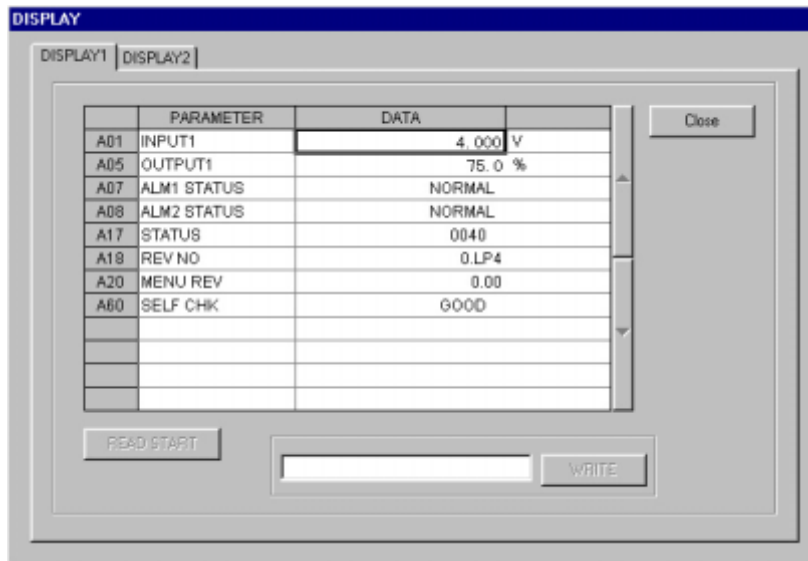 DISPLAY
DISPLAY1 DISPLAY2
PARAMETER DATA
Close
A01 INPUT1 4.000 V
A05 OUTPUT1 75.0 %
A07 ALM1 STATUS NORMAL
A08 ALM2 STATUS NORMAL
A17 STATUS 0040
A18 REV NO 0.LP4
A20 MENU REV 0.00
A60 SELF CHK GOOD
READ START
WRITE